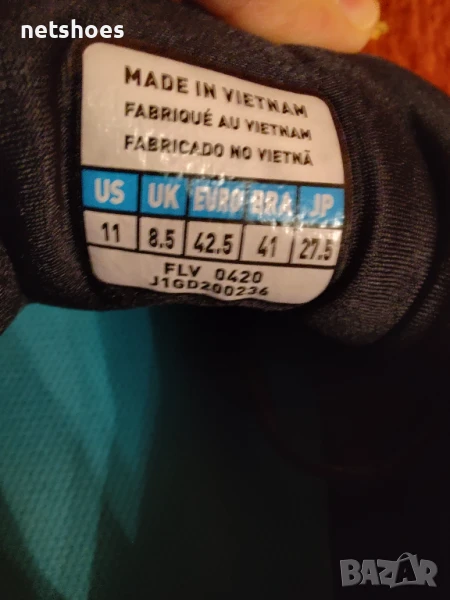 netshoes
MADE IN VIETNAM
FABRIQUÉ AU VIETNAM
FABRICADO NO VIETNÃ
US UK EURO BRA JP
11 8.5 42.5 41 27.5
FLV 0420
J1GD200236
BAZAR